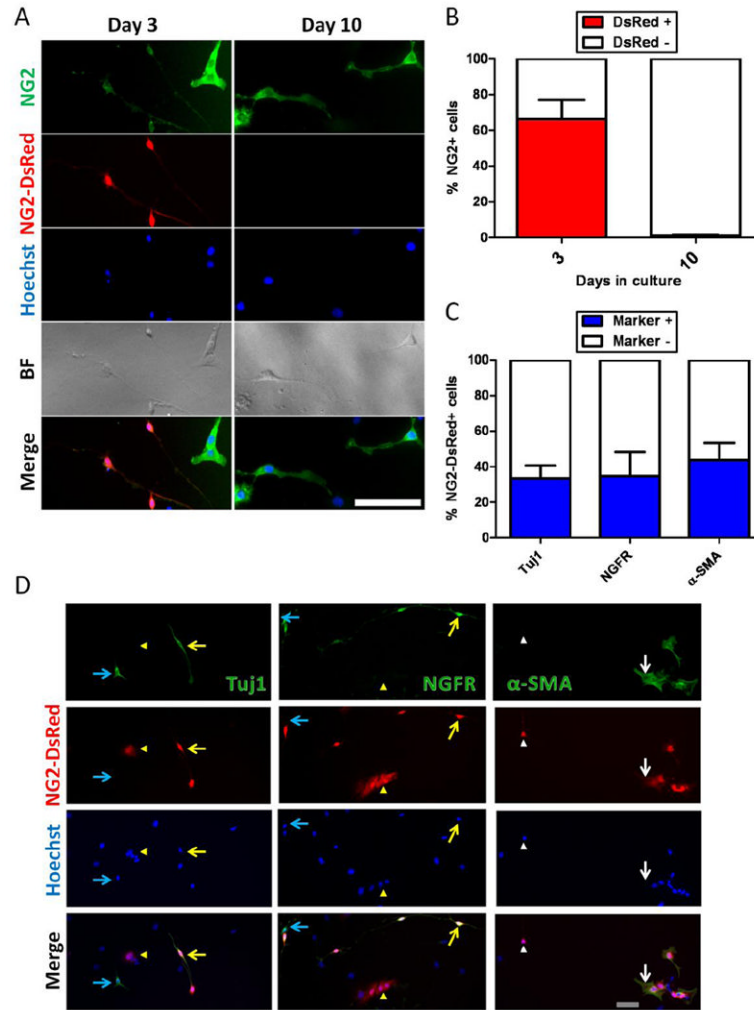 A
Day 3
Day 10
NG2
NG2-DsRed
Hoechst
BF
Merge
B
DsRed +
DsRed -
% NG2+ cells
100
80
60
40
20
0
3
10
Days in culture
C
Marker +
Marker -
% NG2-DsRed+ cells
100
80
60
40
20
0
Tuj1
NGFR
α-SMA
D
Tuj1
NGFR
α-SMA
NG2-DsRed
Hoechst
Merge